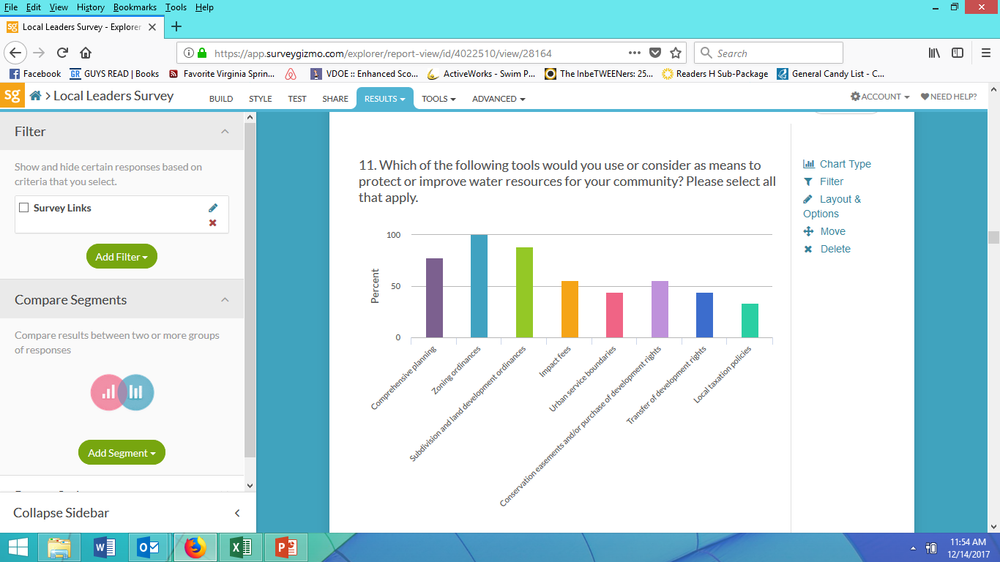 File Edit View History Bookmarks Tools Help
sg Local Leaders Survey - Explorer
https://app.surveygizmo.com/explorer/report-view/id/4022510/view/28164
Search
Facebook GR GUYS READ | Books Favorite Virginia Sprin... VDOE :: Enhanced Sco... ActiveWorks - Swim P... The InbeTWEENers: 25... Readers H Sub-Package General Candy List - C...
sg Local Leaders Survey BUILD STYLE TEST SHARE RESULTS TOOLS ADVANCED ACCOUNT NEED HELP?
Filter
Show and hide certain responses based on
criteria that you select.
Survey Links
Add Filter
Compare Segments
Compare results between two or more groups
of responses
Add Segment
Collapse Sidebar
11. Which of the following tools would you use or consider as means to
protect or improve water resources for your community? Please select all
that apply.
Percent
100
50
0
Comprehensive planning
Zoning ordinances
Subdivision and land development ordinances
Impact fees
Urban service boundaries
Conservation easements and/or purchase of development rights
Transfer of development rights
Local taxation policies
Chart Type
Filter
Layout &
Options
Move
Delete
11:54 AM
12/14/2017